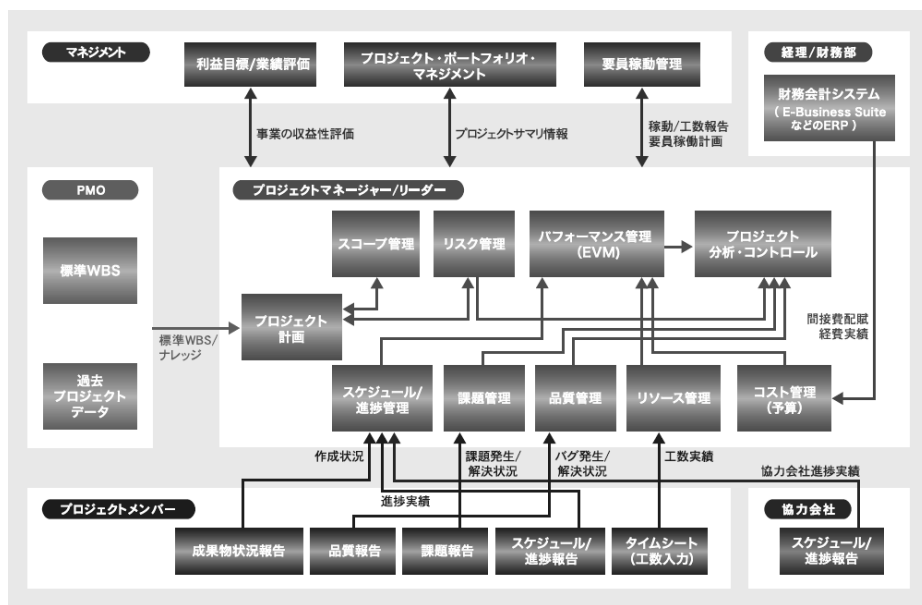 マネジメント
利益目標/業績評価
プロジェクト・ポートフォリオ・
マネジメント
要員稼動管理
経理/財務部
財務会計システム
( E-Business Suite
などのERP )
事業の収益性評価
プロジェクトサマリ情報
稼動/工数報告
要員稼働計画
PMO
標準WBS
過去
プロジェクト
データ
標準WBS/
ナレッジ
プロジェクトマネージャー/リーダー
スコープ管理
リスク管理
パフォーマンス管理
(EVM)
プロジェクト
分析・コントロール
プロジェクト
計画
間接費配賦
経費実績
スケジュール/
進捗管理
課題管理
品質管理
リソース管理
コスト管理
(予算)
作成状況
課題発生/
解決状況
バグ発生/
解決状況
工数実績
協力会社進捗実績
進捗実績
プロジェクトメンバー
成果物状況報告
品質報告
課題報告
スケジュール/
進捗報告
タイムシート
(工数入力)
協力会社
スケジュール/
進捗報告